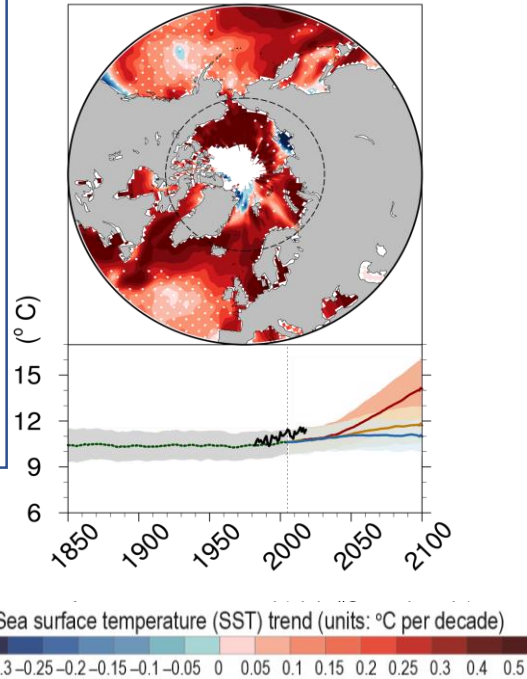 (° C)
15
12
9
6
1850 1900 1950 2000 2050 2100
Sea surface temperature (SST) trend (units: °C per decade)
.3 –0.25 –0.2 –0.15 –0.1 –0.05 0 0.05 0.1 0.15 0.2 0.25 0.3 0.4 0.5